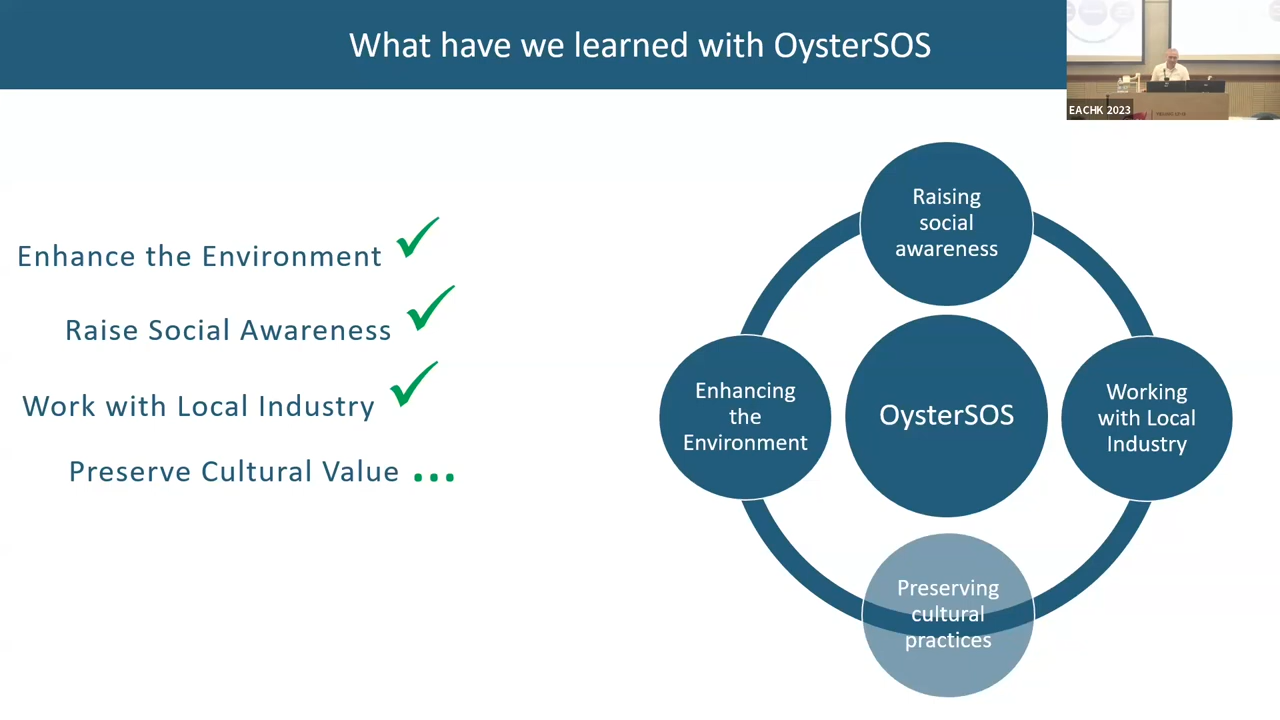 What have we learned with OysterSOS
EACHK 2023
Enhance the Environment
Raise Social Awareness
Work with Local Industry
Preserve Cultural Value ...
Raising
social
awareness
Enhancing
the
Environment
OysterSOS
Working
with Local
Industry
Preserving
cultural
practices